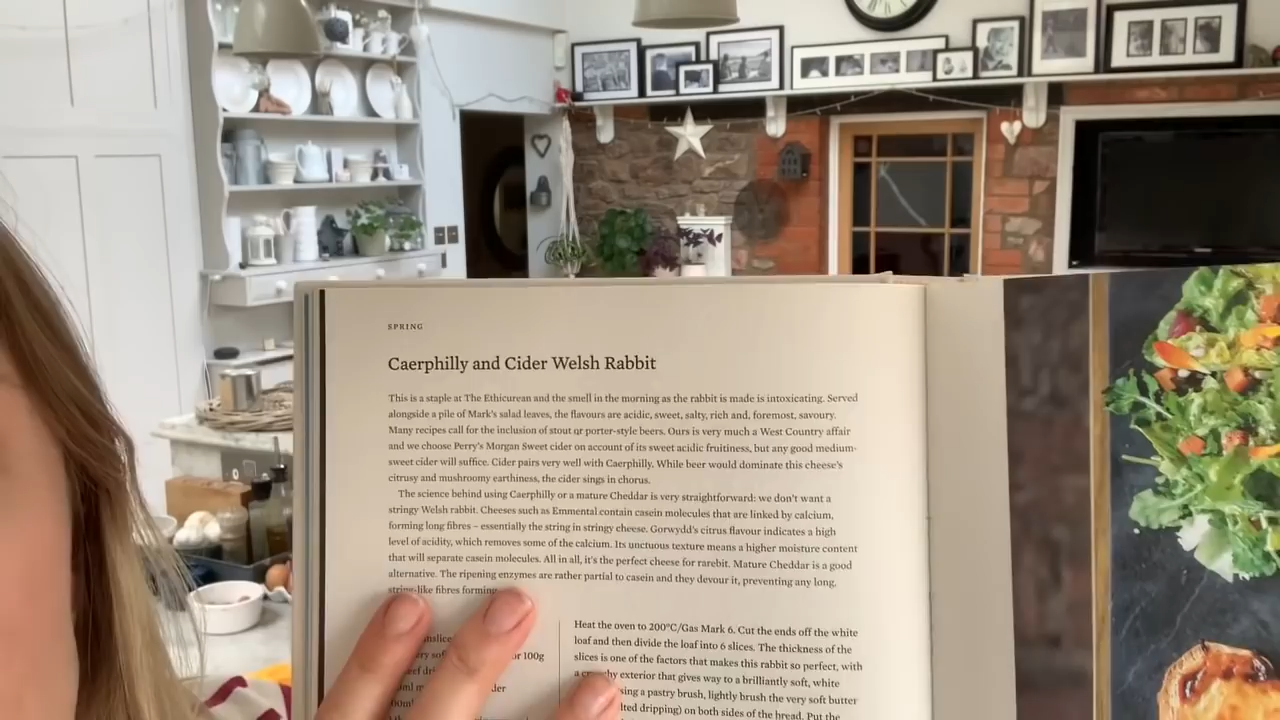 SPRING
Caerphilly and Cider Welsh Rabbit
This is a staple at The Ethicurean and the smell in the morning as the rabbit is made is intoxicating. Served
alongside a pile of Mark's salad leaves, the flavours are acidic, sweet, salty, rich and, foremost, savoury.
Many recipes call for the inclusion of stout or porter-style beers. Ours is very much a West Country affair
and we choose Perry's Morgan Sweet cider on account of its sweet acidic fruitiness, but any good medium-
sweet cider will suffice. Cider pairs very well with Caerphilly. While beer would dominate this cheese's
citrusy and mushroomy earthiness, the cider sings in chorus.
The science behind using Caerphilly or a mature Cheddar is very straightforward: we don't want a
stringy Welsh rabbit. Cheeses such as Emmental contain casein molecules that are linked by calcium,
forming long fibres – essentially the string in stringy cheese. Gorwydd's citrus flavour indicates a high
level of acidity, which removes some of the calcium. Its unctuous texture means a higher moisture content
that will separate casein molecules. All in all, it's the perfect cheese for rarebit. Mature Cheddar is a good
alternative. The ripening enzymes are rather partial to casein and they devour it, preventing any long,
string-like fibres forming.
or 100g
Heat the oven to 200°C/Gas Mark 6. Cut the ends off the white
loaf and then divide the loaf into 6 slices. The thickness of the
slices is one of the factors that makes this rabbit so perfect, with
a crunchy exterior that gives way to a brilliantly soft, white
using a pastry brush, lightly brush the very soft butter
dripping) on both sides of the bread. Put the